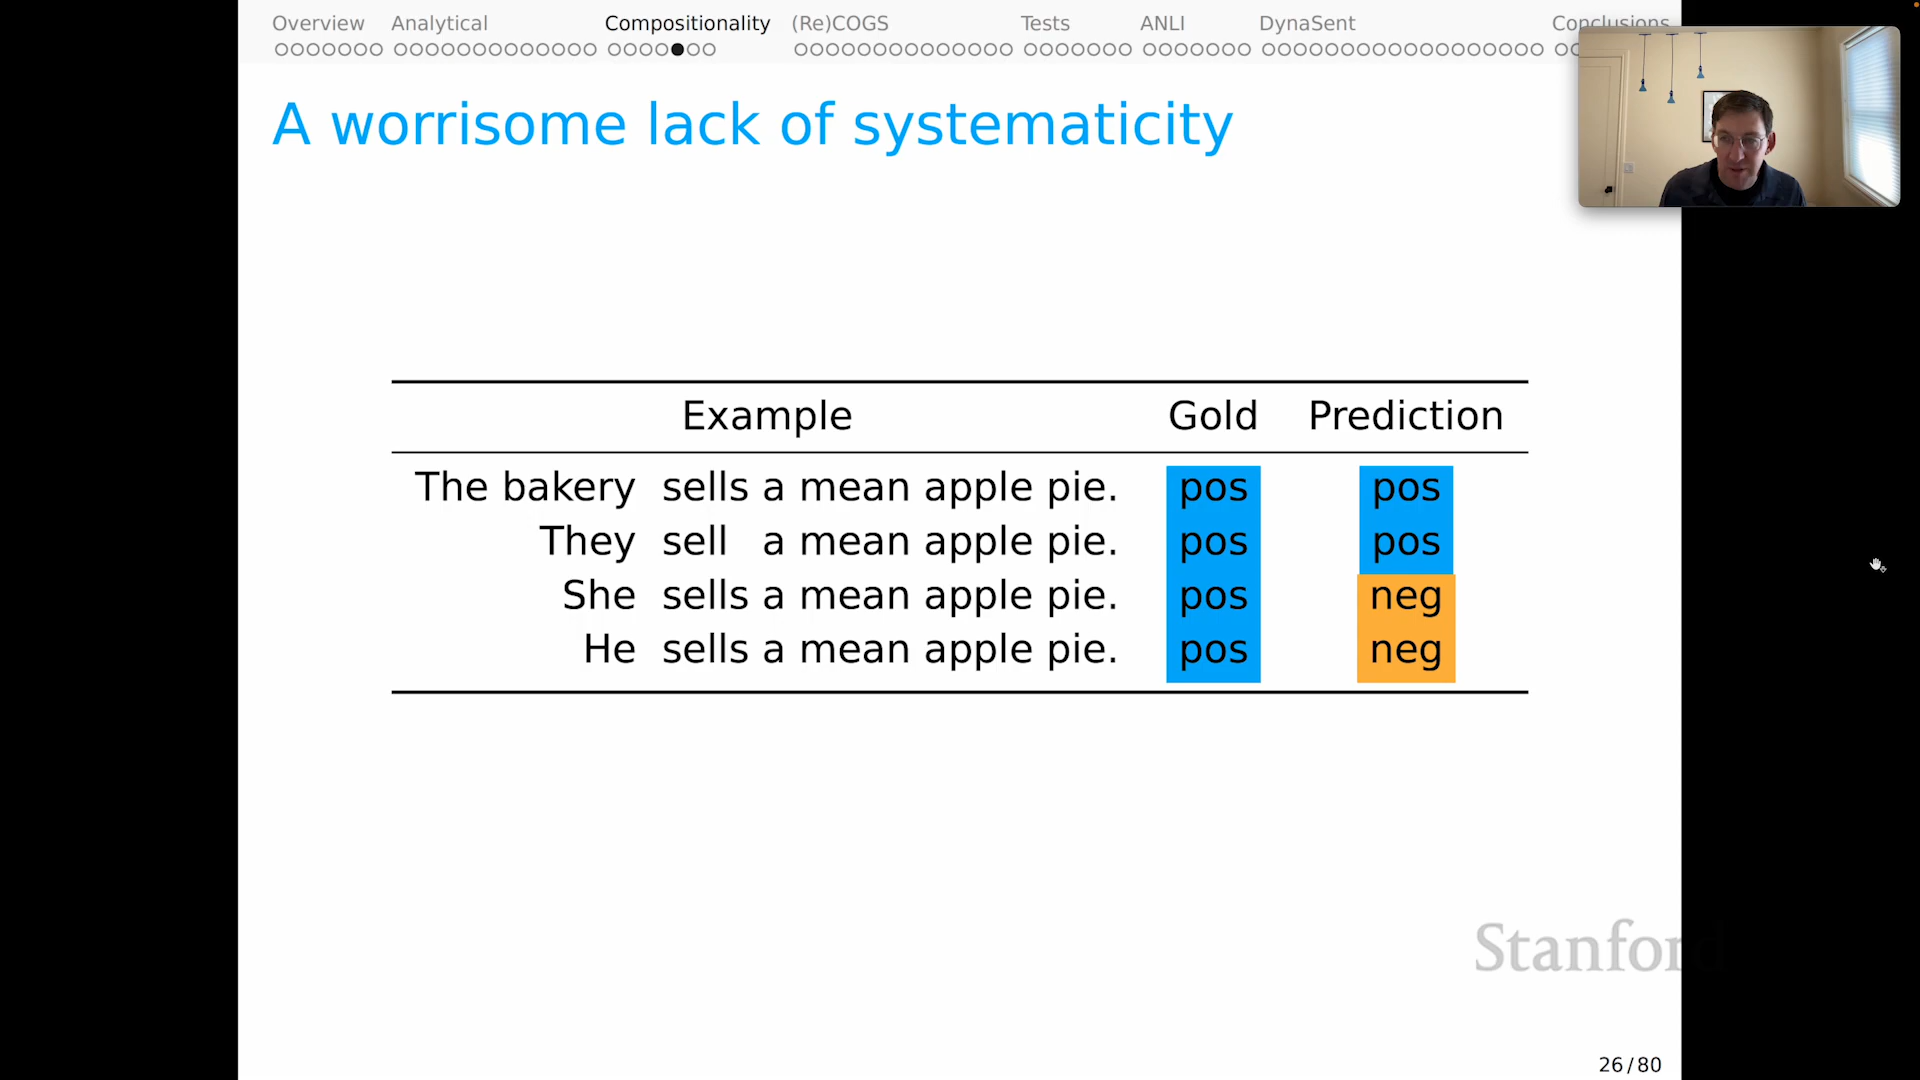 Overview Analytical Compositionality (Re)COGS Tests ANLI DynaSent Conclusions
A worrisome lack of systematicity
Example Gold Prediction
The bakery sells a mean apple pie. pos pos
They sell a mean apple pie. pos pos
She sells a mean apple pie. pos neg
He sells a mean apple pie. pos neg
Stanford
26/80